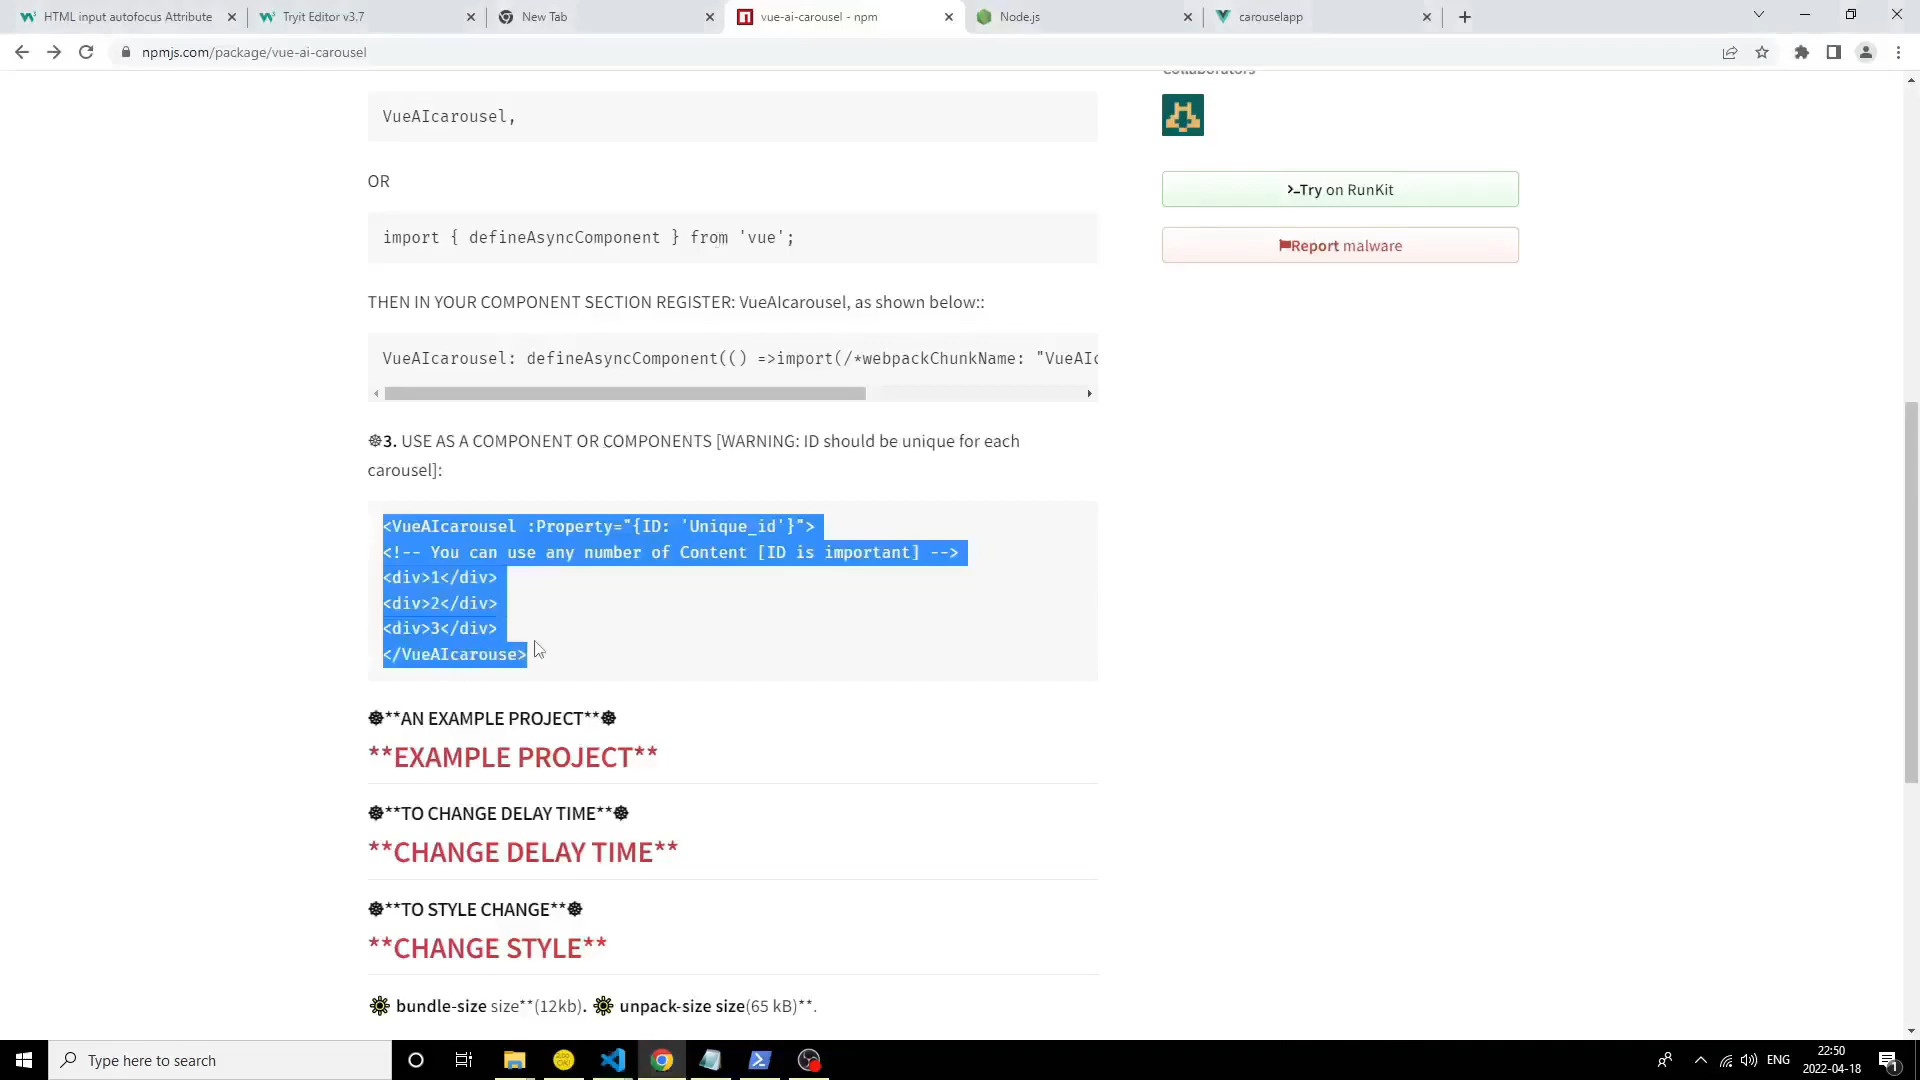 HTML input autofocus Attribute
Tryit Editor v3.7
New Tab
vue-ai-carousel - npm
Node.js
carouselapp
npmjs.com/package/vue-ai-carousel
Collaborators
VueAIcarousel,
OR
>_Try on RunKit
import { defineAsyncComponent } from 'vue';
Report malware
THEN IN YOUR COMPONENT SECTION REGISTER: VueAIcarousel, as shown below::
VueAIcarousel: defineAsyncComponent(() =>import(/*webpackChunkName: "VueAIc
☸3. USE AS A COMPONENT OR COMPONENTS [WARNING: ID should be unique for each
carousel]:
<VueAIcarousel :Property="{ID: 'Unique_id'}">
<!-- You can use any number of Content [ID is important] -->
<div>1</div>
<div>2</div>
<div>3</div>
</VueAIcarouse>
☸**AN EXAMPLE PROJECT**☸
**EXAMPLE PROJECT**
☸**TO CHANGE DELAY TIME**☸
**CHANGE DELAY TIME**
☸**TO STYLE CHANGE**☸
**CHANGE STYLE**
🔆 bundle-size size**(12kb). 🔆 unpack-size size(65 kB)**.
Type here to search
ENG
22:50
2022-04-18
1